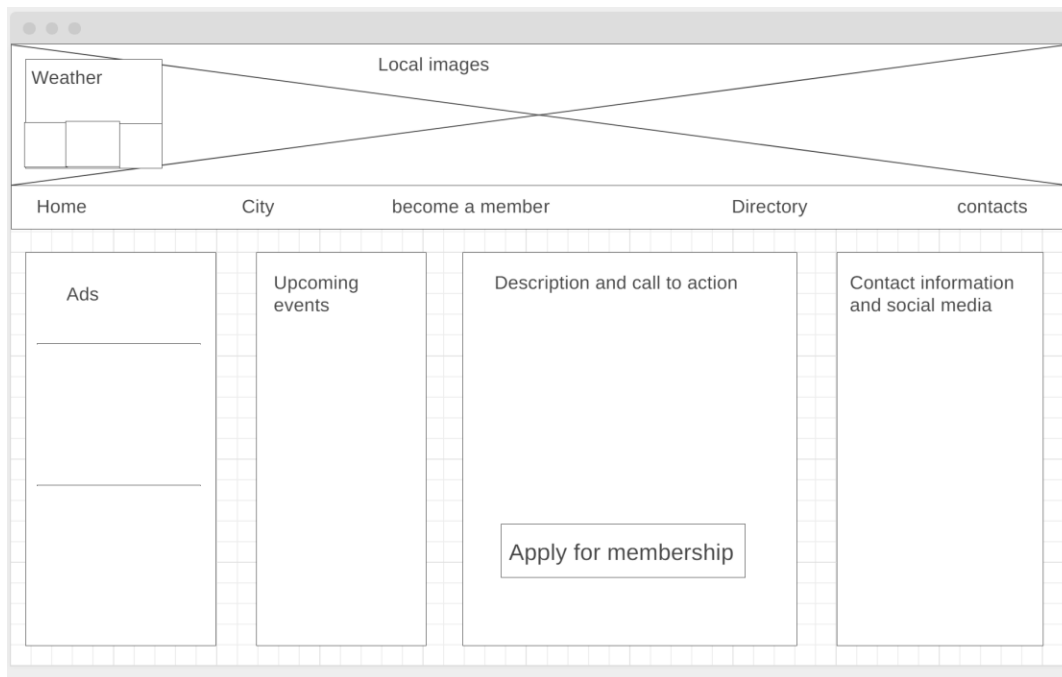 Weather
Local images
Home
City
become a member
Directory
contacts
Ads
Upcoming
events
Description and call to action
Apply for membership
Contact information
and social media